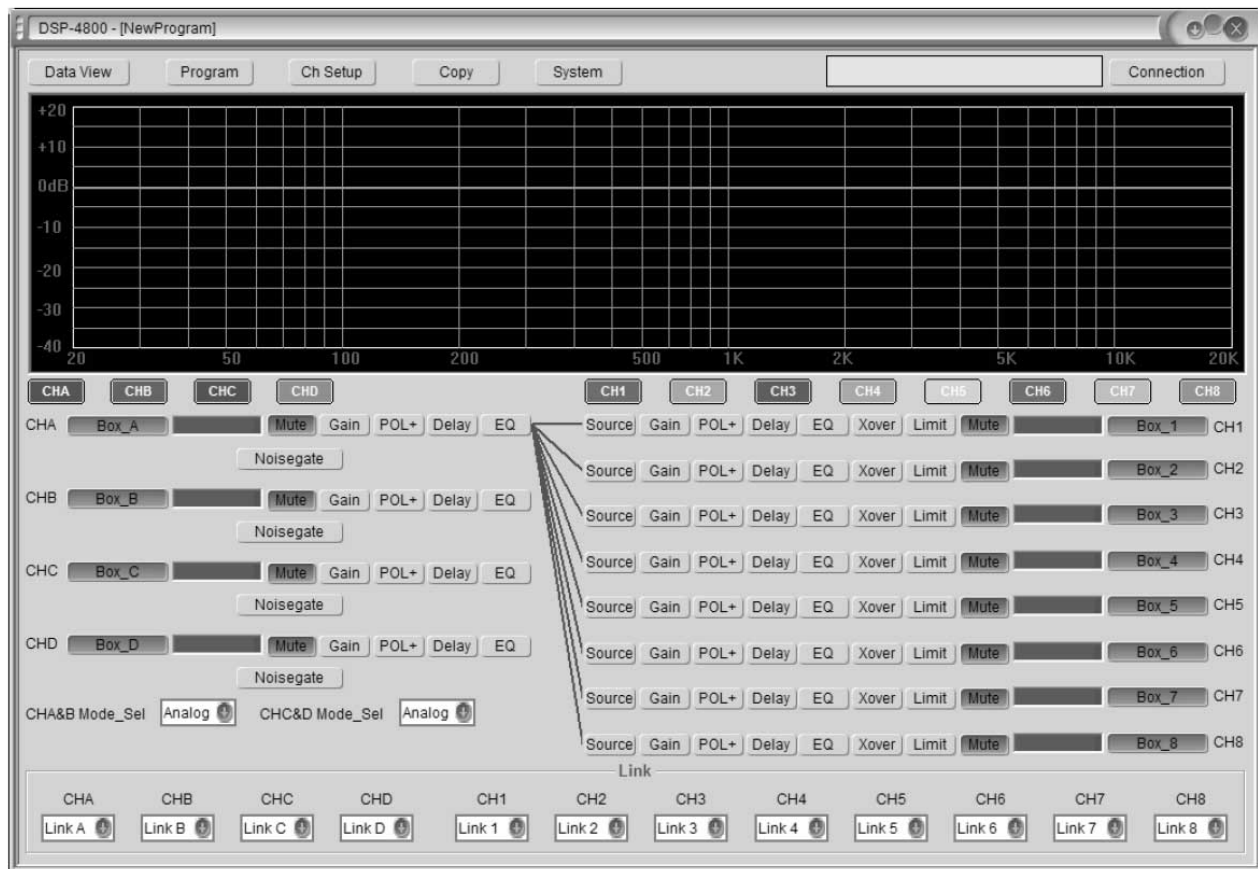 DSP-4800 - [NewProgram]
Data View Program Ch Setup Copy System Connection
+20
+10
0dB
-10
-20
-30
-40
20 50 100 200 500 1K 2K 5K 10K 20K
CHA CHB CHC CHD CH1 CH2 CH3 CH4 CH5 CH6 CH7 CH8
CHA Box_A Mute Gain POL+ Delay EQ Source Gain POL+ Delay EQ Xover Limit Mute Box_1 CH1
Noisegate
Source Gain POL+ Delay EQ Xover Limit Mute Box_2 CH2
CHB Box_B Mute Gain POL+ Delay EQ
Source Gain POL+ Delay EQ Xover Limit Mute Box_3 CH3
Noisegate
Source Gain POL+ Delay EQ Xover Limit Mute Box_4 CH4
CHC Box_C Mute Gain POL+ Delay EQ
Noisegate
Source Gain POL+ Delay EQ Xover Limit Mute Box_5 CH5
CHD Box_D Mute Gain POL+ Delay EQ
Source Gain POL+ Delay EQ Xover Limit Mute Box_6 CH6
Noisegate
Source Gain POL+ Delay EQ Xover Limit Mute Box_7 CH7
CHA&B Mode_Sel Analog CHC&D Mode_Sel Analog
Source Gain POL+ Delay EQ Xover Limit Mute Box_8 CH8
Link
CHA CHB CHC CHD CH1 CH2 CH3 CH4 CH5 CH6 CH7 CH8
Link A Link B Link C Link D Link 1 Link 2 Link 3 Link 4 Link 5 Link 6 Link 7 Link 8